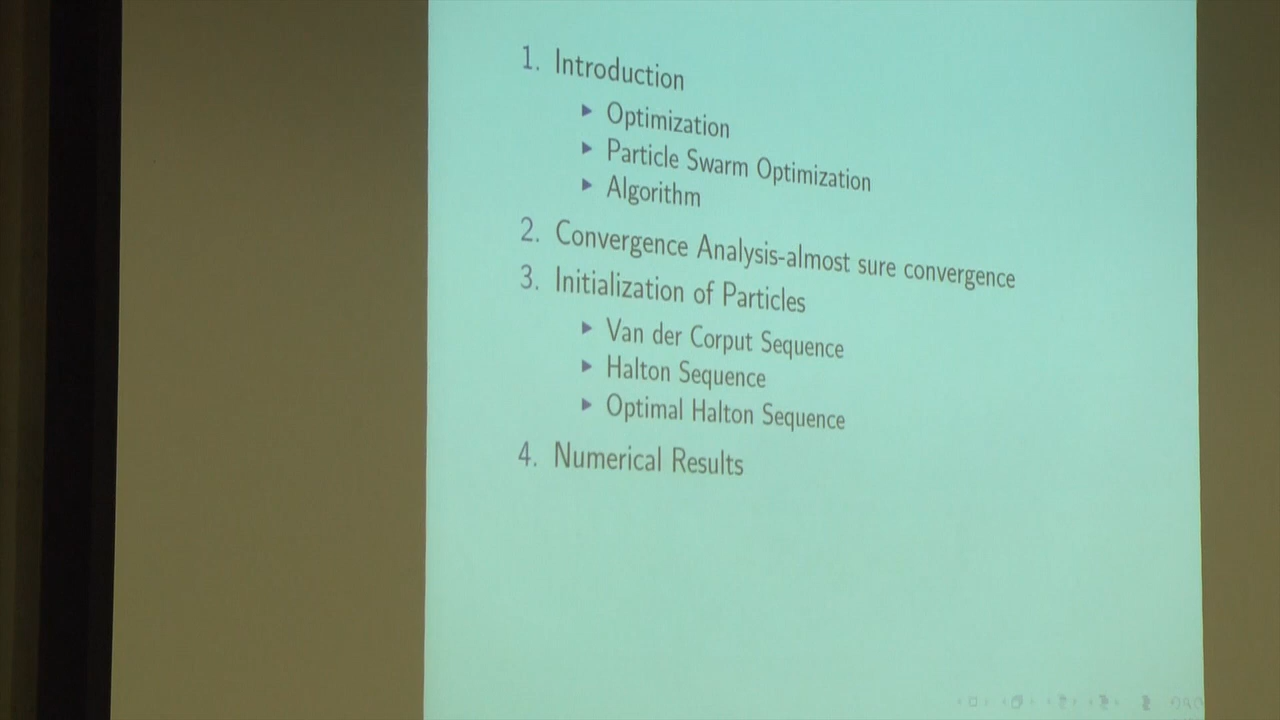 1. Introduction
▶ Optimization
▶ Particle Swarm Optimization
▶ Algorithm
2. Convergence Analysis-almost sure convergence
3. Initialization of Particles
▶ Van der Corput Sequence
▶ Halton Sequence
▶ Optimal Halton Sequence
4. Numerical Results